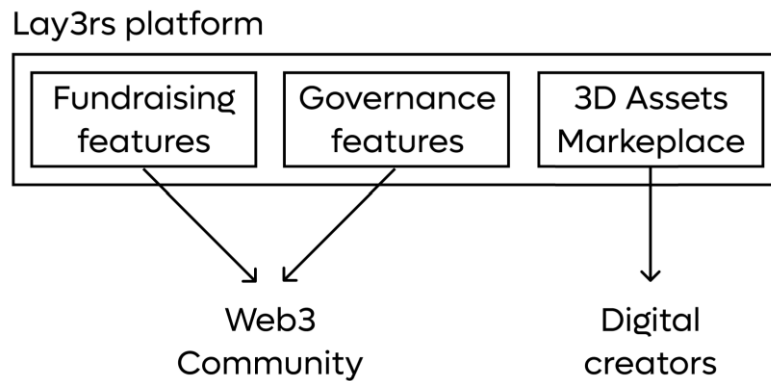 Lay3rs platform
Fundraising
features
Governance
features
3D Assets
Markeplace
Web3
Community
Digital
creators